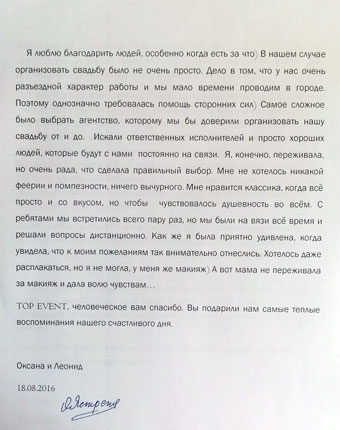 Я люблю благодарить людей, особенно когда есть за что) В нашем случае
организовать свадьбу было не очень просто. Дело в том, что у нас очень
разъездной характер работы и мы мало времени проводим в городе.
Поэтому однозначно требовалась помощь сторонних сил) Самое сложное
было выбрать агентство, которому мы бы доверили организовать нашу
свадьбу от и до. Искали ответственных исполнителей и просто хороших
людей, которые будут с нами постоянно на связи. Я, конечно, переживала,
но очень рада, что сделала правильный выбор. Мне не хотелось никакой
феерии и помпезности, ничего вычурного. Мне нравится классика, когда всё
просто и со вкусом, но чтобы чувствовалось душевность во всём. С
ребятами мы встретились всего пару раз, но мы были на вязи всё время и
решали вопросы дистанционно. Как же я была приятно удивлена, когда
увидела, что к моим пожеланиям так внимательно отнеслись. Хотелось даже
расплакаться, но я не могла, у меня же макияж) А вот мама не переживала
за макияж и дала волю чувствам…
TOP EVENT, человеческое вам спасибо. Вы подарили нам самые теплые
воспоминания нашего счастливого дня.
Оксана и Леонид
18.08.2016